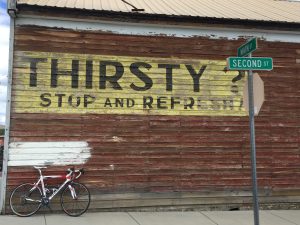 THIRSTY ?
STOP AND REFRESH
SECOND ST